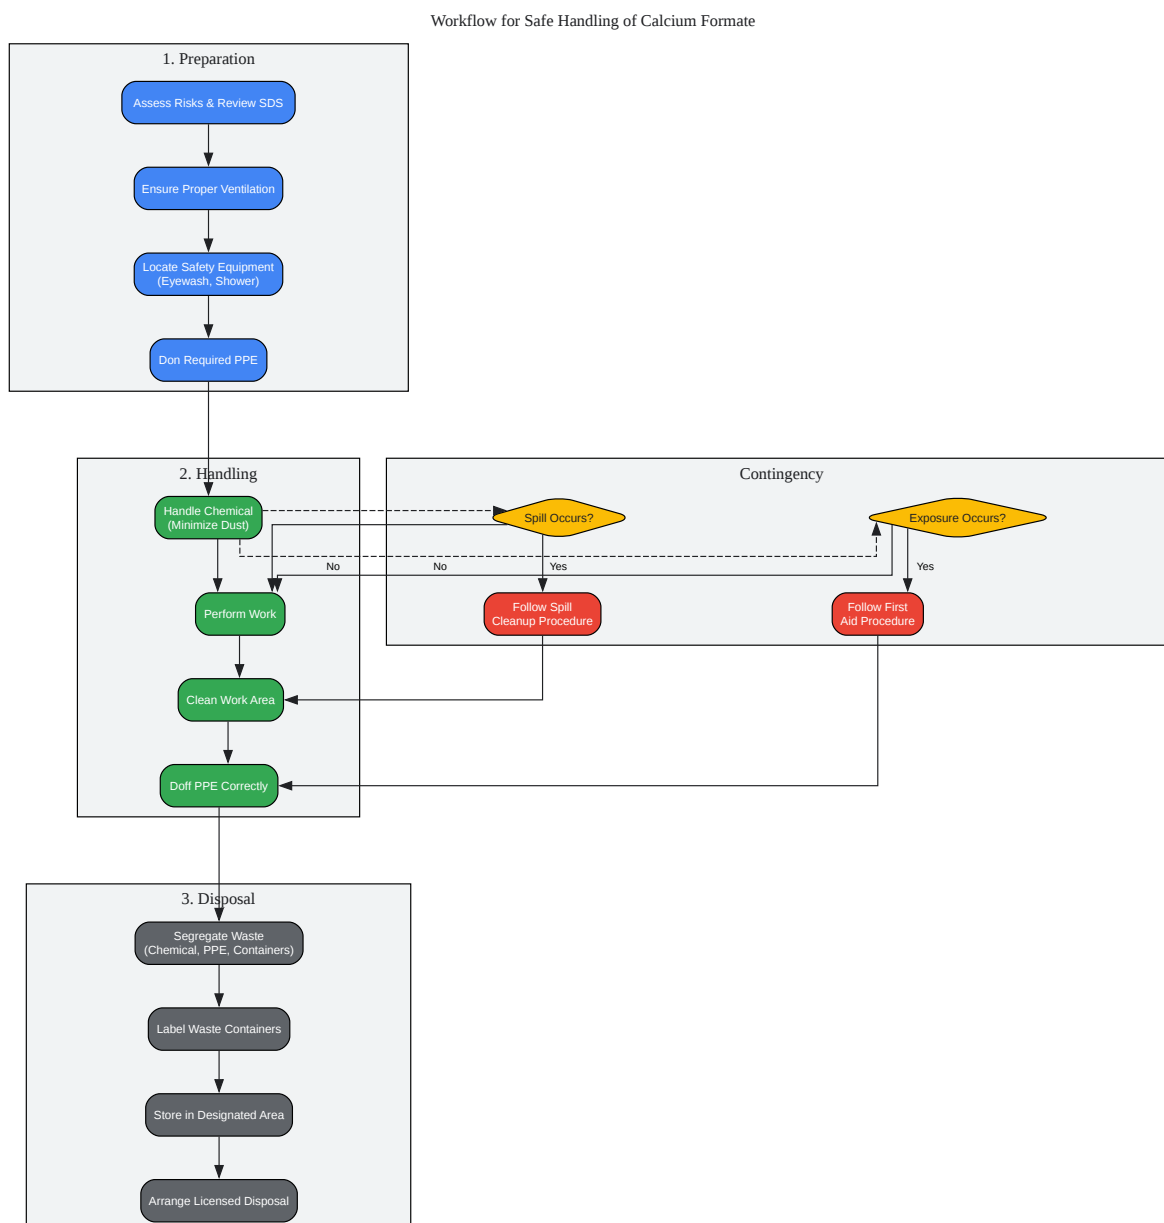 Workflow for Safe Handling of Calcium Formate
1. Preparation
Assess Risks & Review SDS
Ensure Proper Ventilation
Locate Safety Equipment
(Eyewash, Shower)
Don Required PPE
2. Handling
Contingency
Handle Chemical
(Minimize Dust)
Spill Occurs?
Exposure Occurs?
No
No
Yes
Yes
Perform Work
Follow Spill
Cleanup Procedure
Follow First
Aid Procedure
Clean Work Area
Doff PPE Correctly
3. Disposal
Segregate Waste
(Chemical, PPE, Containers)
Label Waste Containers
Store in Designated Area
Arrange Licensed Disposal